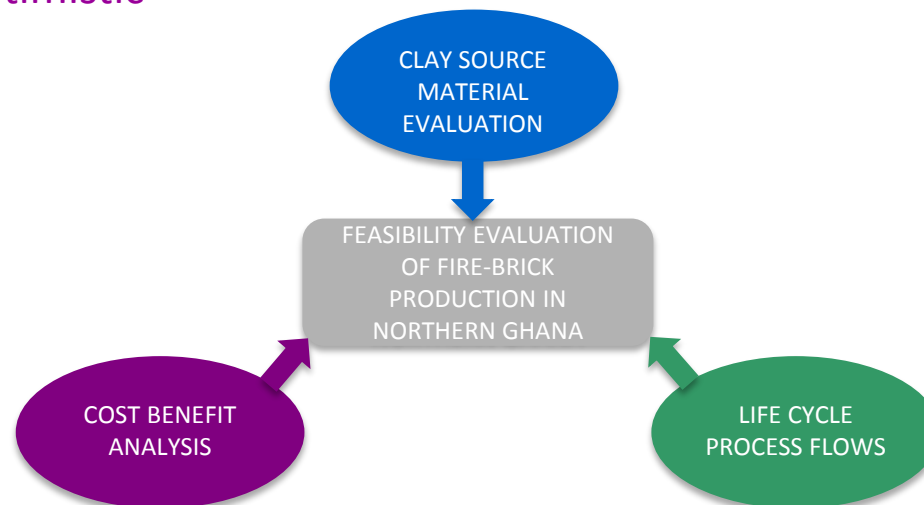 CLAY SOURCE
MATERIAL
EVALUATION
FEASIBILITY EVALUATION
OF FIRE-BRICK
PRODUCTION IN
NORTHERN GHANA
COST BENEFIT
ANALYSIS
LIFE CYCLE
PROCESS FLOWS